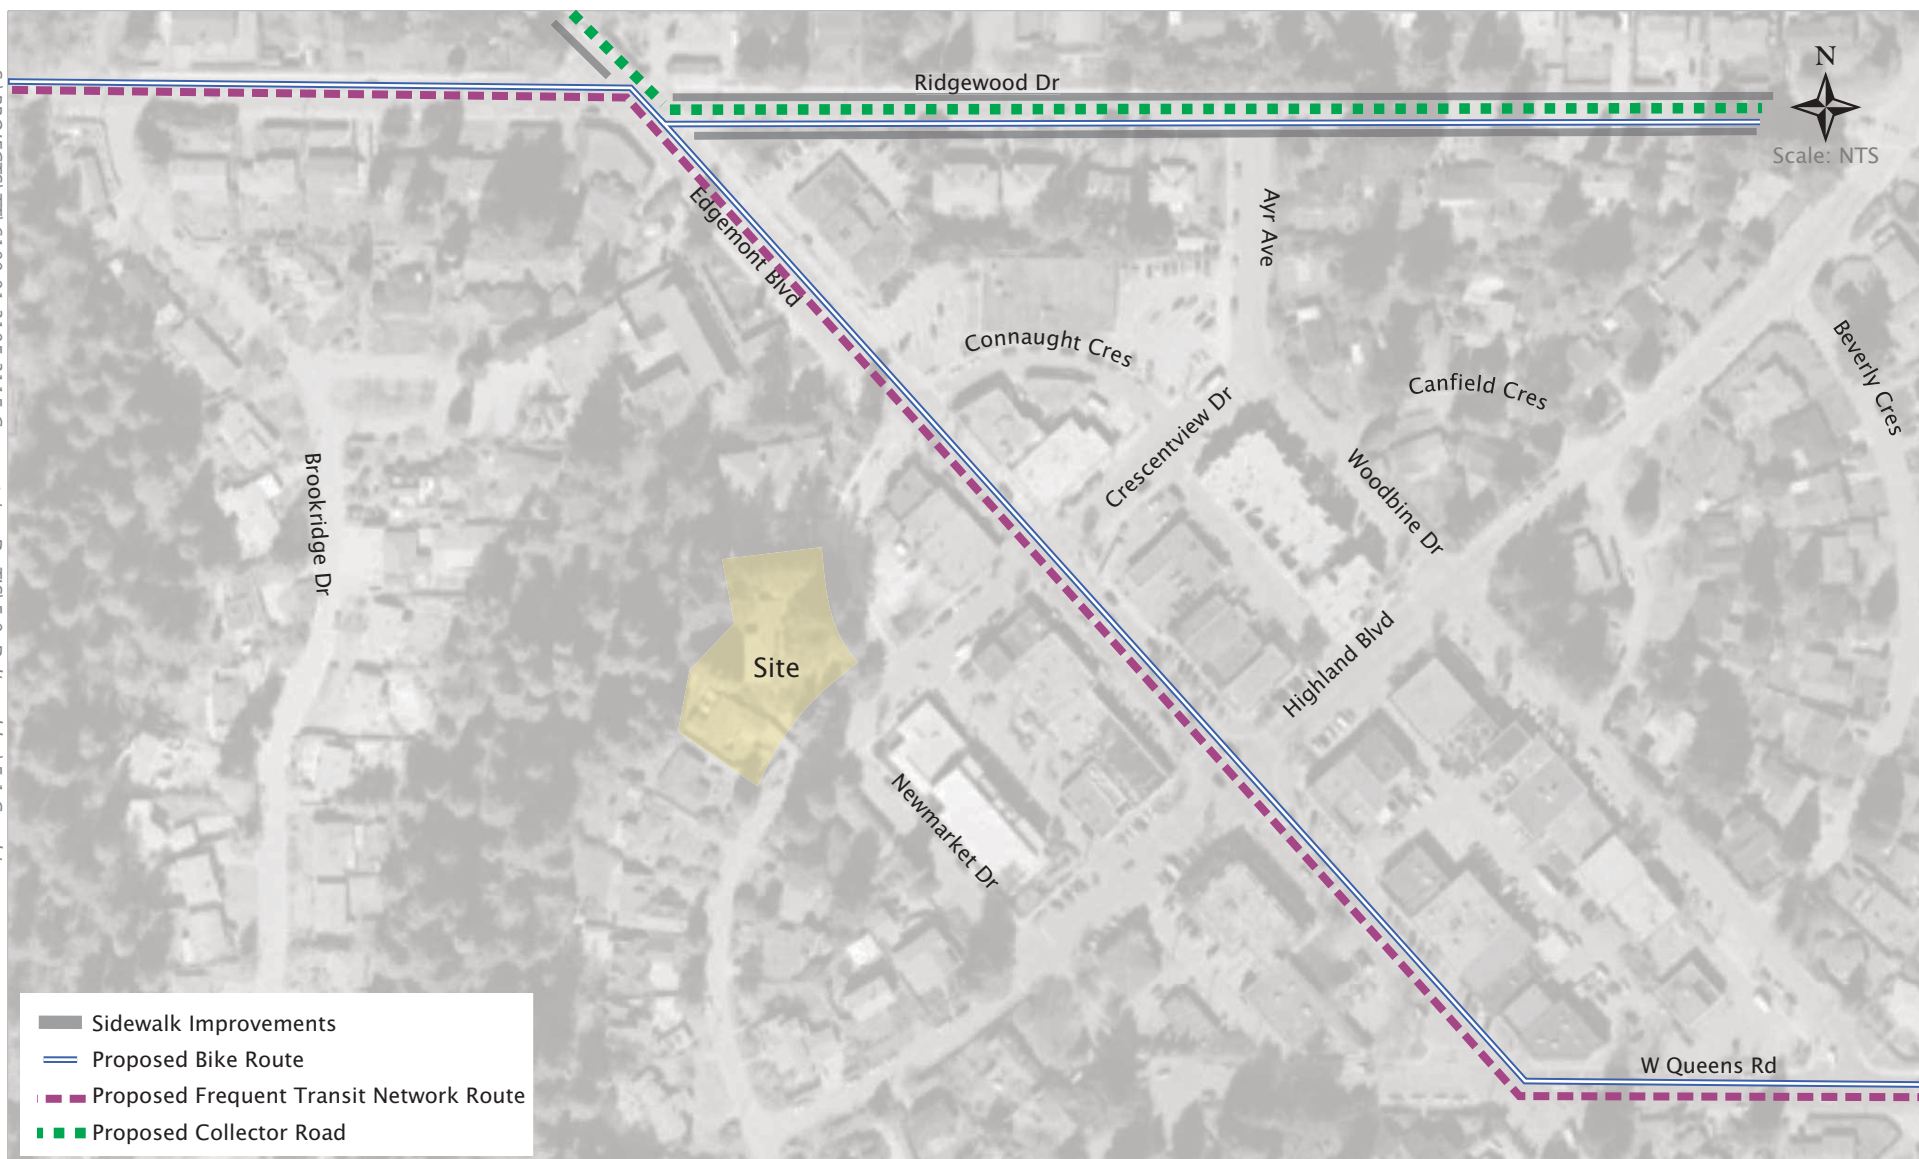 Ridgewood Dr
N
Scale: NTS
Edgemont Blvd
Ayr Ave
Connaught Cres
Canfield Cres
Beverly Cres
Crescentview Dr
Woodbine Dr
Brookridge Dr
Site
Highland Blvd
Newmarket Dr
W Queens Rd
Sidewalk Improvements
Proposed Bike Route
Proposed Frequent Transit Network Route
Proposed Collector Road